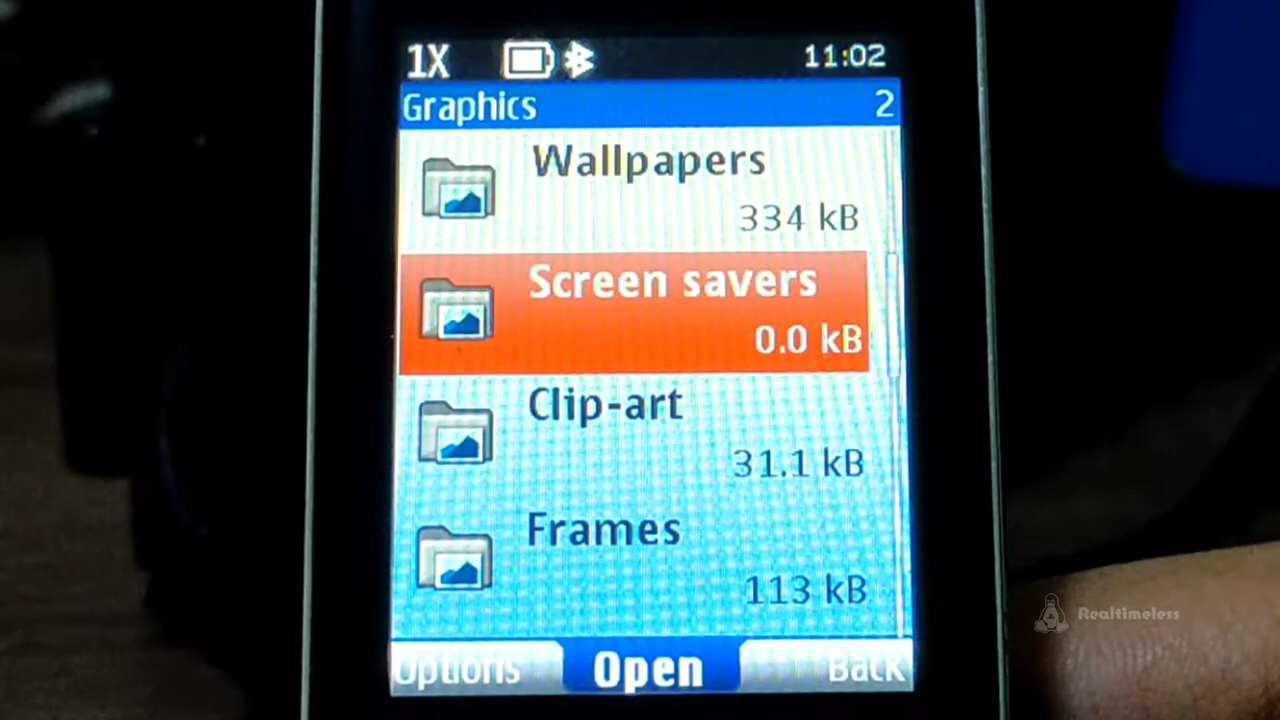 1X 11:02
Graphics 2
Wallpapers
334 kB
Screen savers
0.0 kB
Clip-art
31.1 kB
Frames
113 kB
Options Open Back
Realtimeless